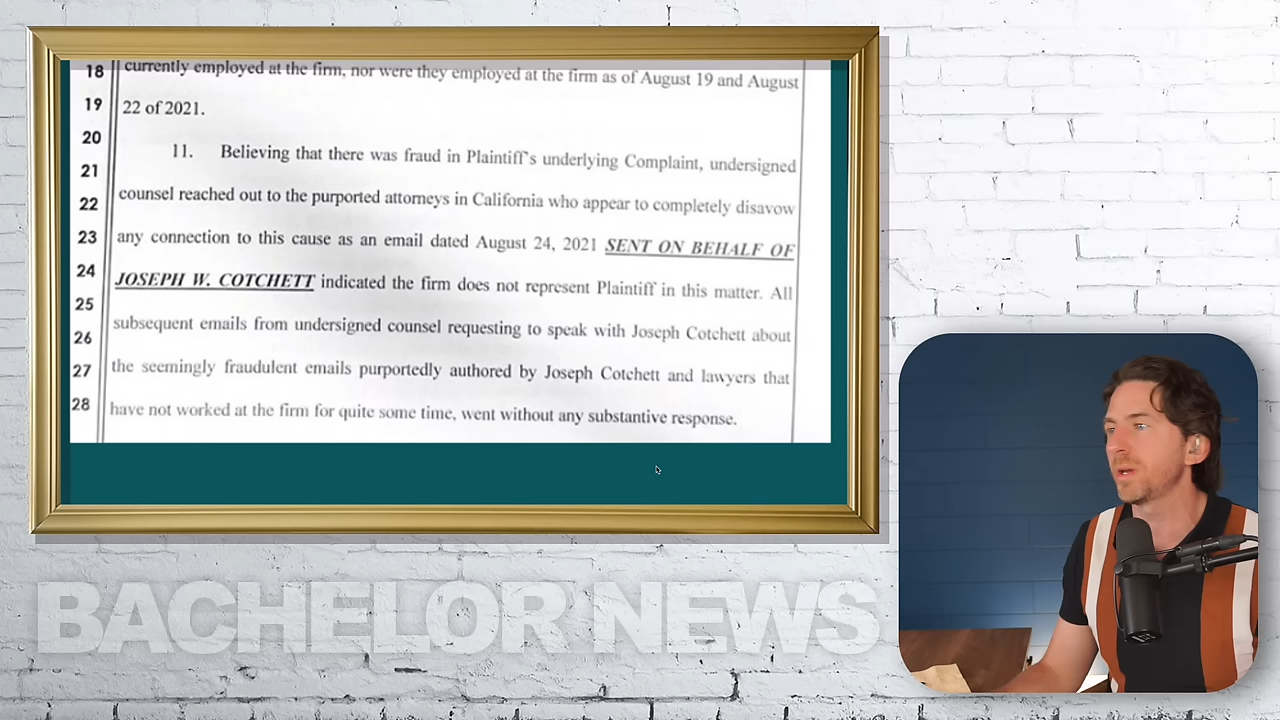 18 currently employed at the firm, nor were they employed at the firm as of August 19 and August
19 22 of 2021.
20
21 11. Believing that there was fraud in Plaintiff's underlying Complaint, undersigned
22 counsel reached out to the purported attorneys in California who appear to completely disavow
23 any connection to this cause as an email dated August 24, 2021 SENT ON BEHALF OF
24 JOSEPH W. COTCHETT indicated the firm does not represent Plaintiff in this matter. All
25
26 subsequent emails from undersigned counsel requesting to speak with Joseph Cotchett about
27 the seemingly fraudulent emails purportedly authored by Joseph Cotchett and lawyers that
28 have not worked at the firm for quite some time, went without any substantive response.
BACHELOR NEWS